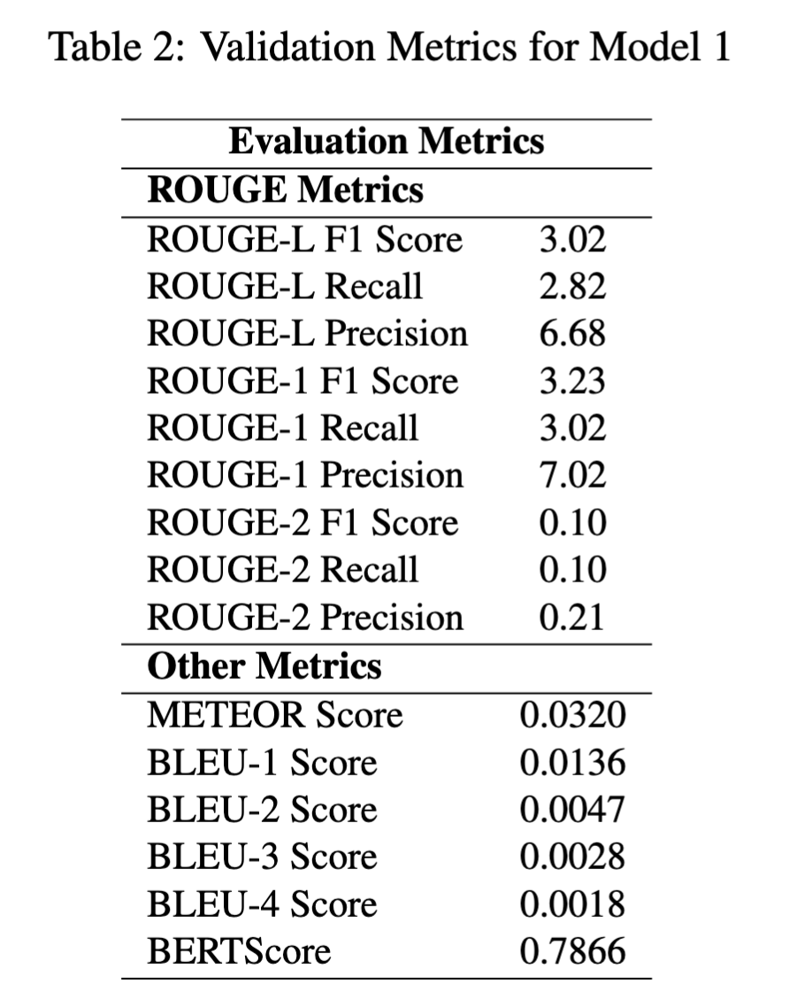 Table 2: Validation Metrics for Model 1
Evaluation Metrics
ROUGE Metrics
ROUGE-L F1 Score 3.02
ROUGE-L Recall 2.82
ROUGE-L Precision 6.68
ROUGE-1 F1 Score 3.23
ROUGE-1 Recall 3.02
ROUGE-1 Precision 7.02
ROUGE-2 F1 Score 0.10
ROUGE-2 Recall 0.10
ROUGE-2 Precision 0.21
Other Metrics
METEOR Score 0.0320
BLEU-1 Score 0.0136
BLEU-2 Score 0.0047
BLEU-3 Score 0.0028
BLEU-4 Score 0.0018
BERTScore 0.7866